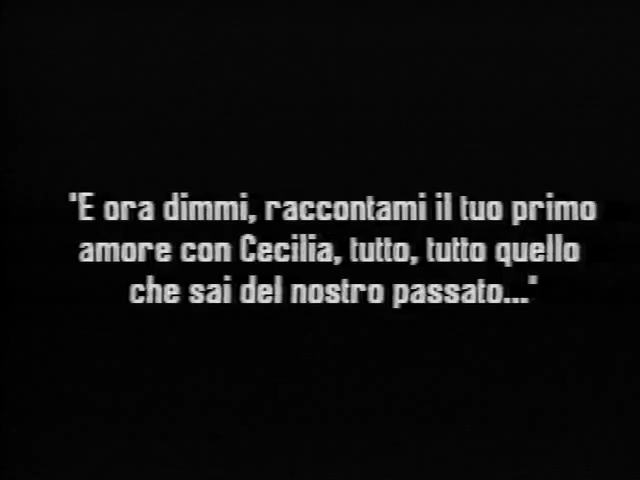 "E ora dimmi, raccontami il tuo primo
amore con Cecilia, tutto, tutto quello
che sai del nostro passato..."